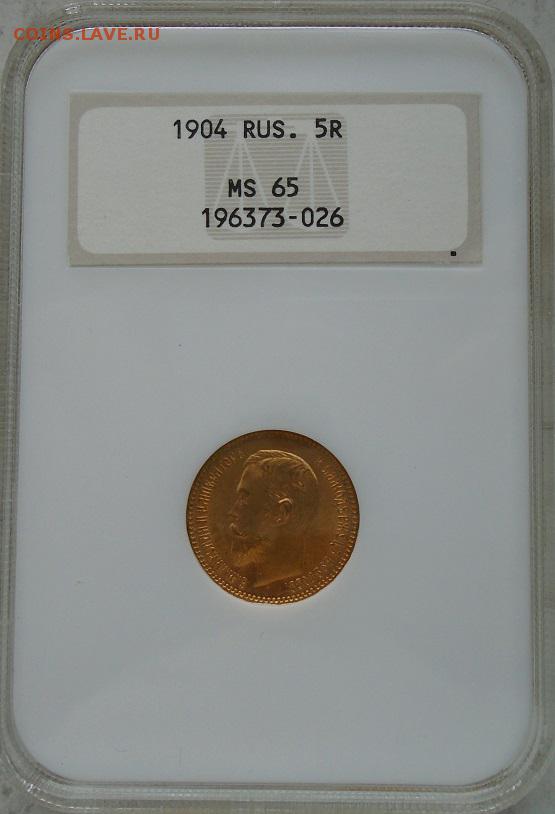 COINS.LAVE.RU
1904 RUS. 5R
MS 65
196373-026